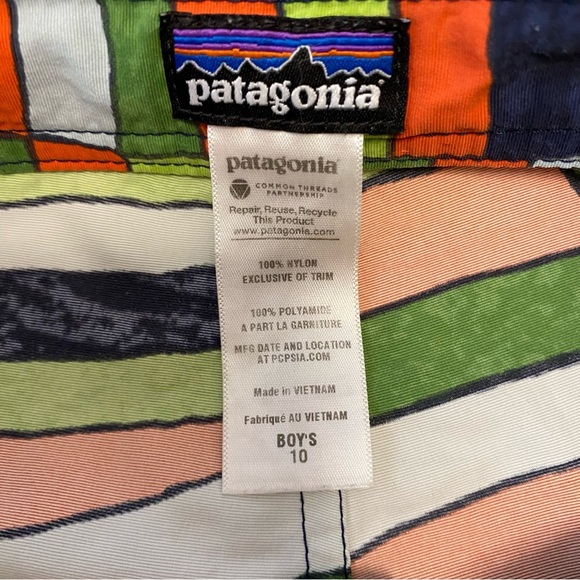 patagonia
patagonia
COMMON THREADS
PARTNERSHIP
Repair, Reuse, Recycle
This Product
www.patagonia.com
100% NYLON
EXCLUSIVE OF TRIM
100% POLYAMIDE
A PART LA GARNITURE
MFG DATE AND LOCATION
AT PCPSIA.COM
Made in VIETNAM
Fabriqué AU VIETNAM
BOY'S
10